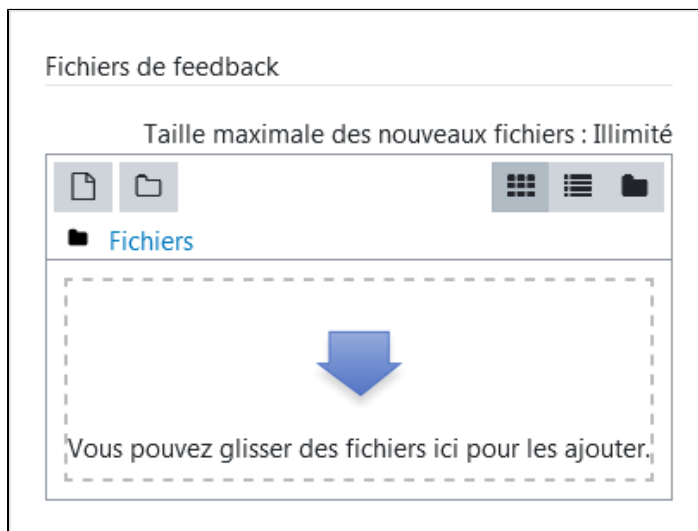 Fichiers de feedback
Taille maximale des nouveaux fichiers : Illimité
Fichiers
Vous pouvez glisser des fichiers ici pour les ajouter.